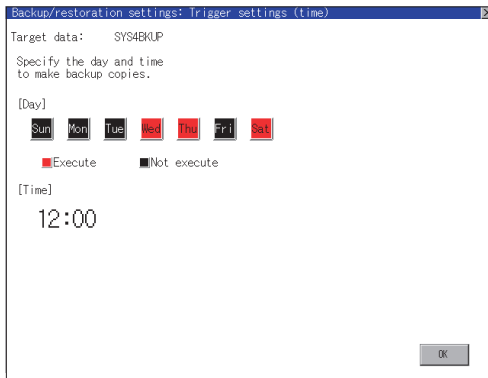 Backup/restoration settings: Trigger settings (time)
Target data: SYS4BKUP
Specify the day and time
to make backup copies.
[Day]
Sun Mon Tue Wed Thu Fri Sat
Execute Not execute
[Time]
12:00
OK